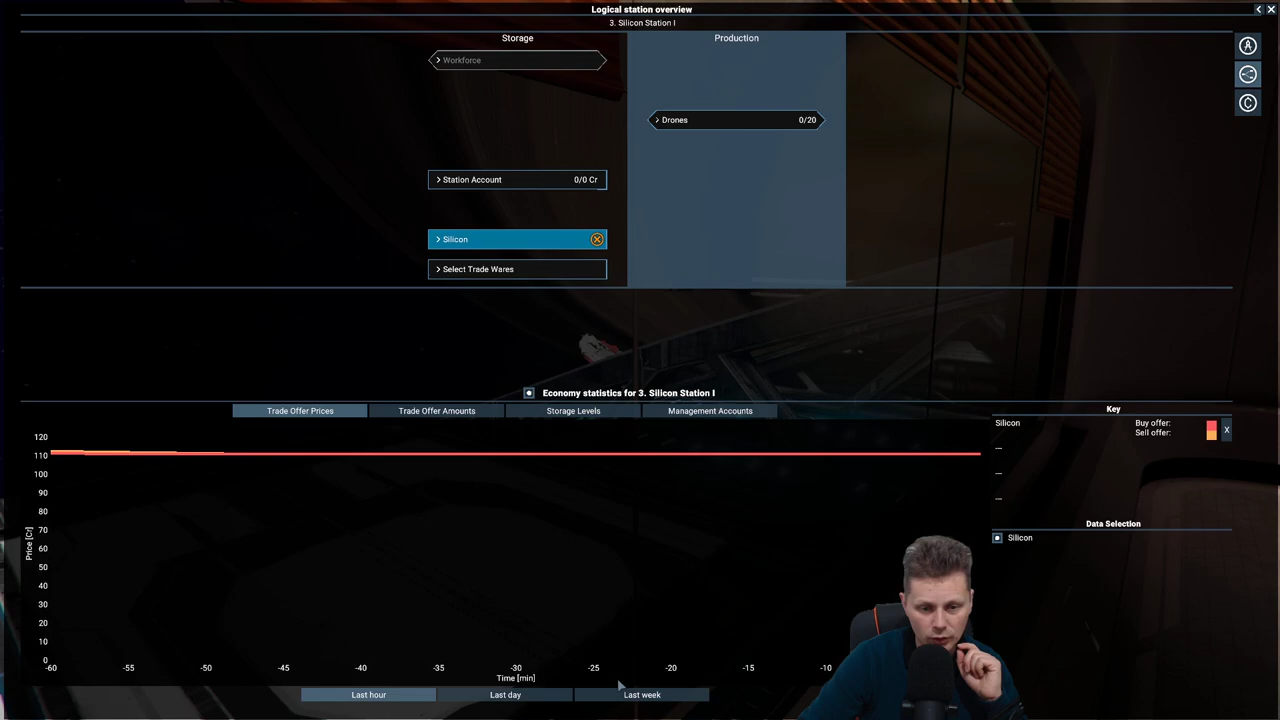 Logical station overview
3. Silicon Station I
Storage
Production
Workforce
Drones 0/20
Station Account 0/0 Cr
Silicon
Select Trade Wares
Economy statistics for 3. Silicon Station I
Trade Offer Prices Trade Offer Amounts Storage Levels Management Accounts
Key
Silicon Buy offer:
Sell offer:
X
---
---
---
Data Selection
Silicon
Price [Cr]
120
110
100
90
80
70
60
50
40
30
20
10
0
-60 -55 -50 -45 -40 -35 -30 -25 -20 -15 -10
Time [min]
Last hour Last day Last week